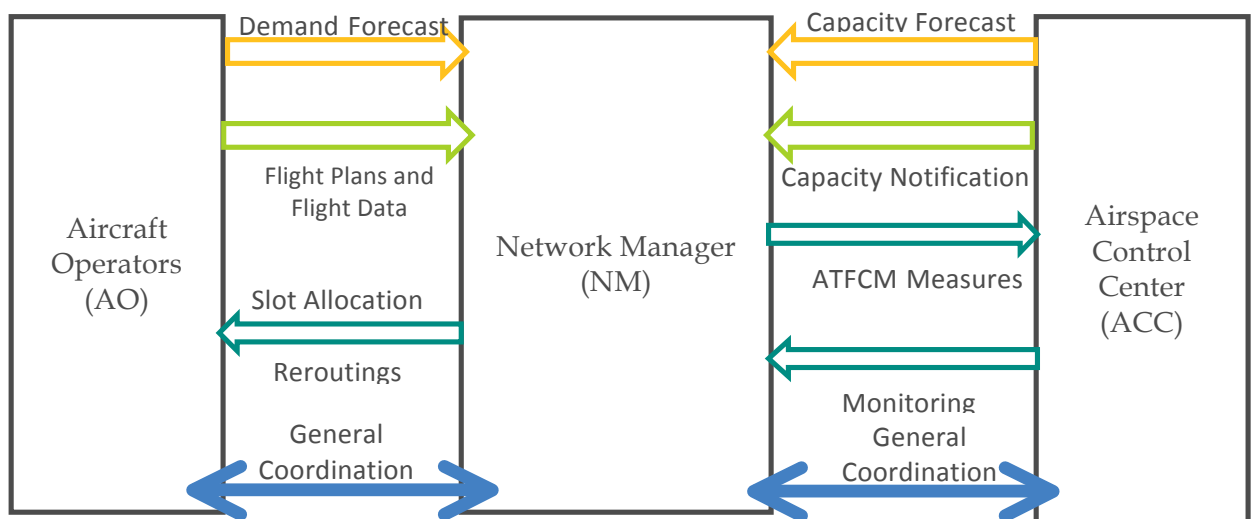 Demand Forecast
Capacity Forecast
Flight Plans and
Flight Data
Capacity Notification
Aircraft
Operators
(AO)
Network Manager
(NM)
Airspace
Control
Center
(ACC)
ATFCM Measures
Slot Allocation
Reroutings
Monitoring
General
Coordination
General
Coordination